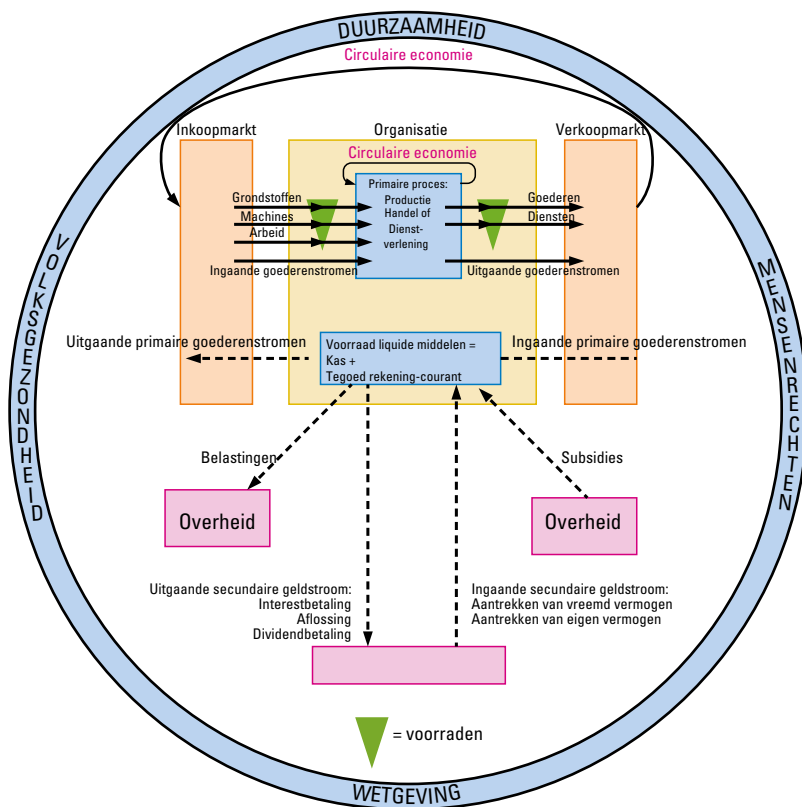 DUURZAAMHEID
Circulaire economie
Inkoopmarkt
Organisatie
Verkoopmarkt
Circulaire economie
Primaire proces:
Productie
Handel of
Dienst-
verlening
Grondstoffen
Machines
Arbeid
Ingaande goederenstromen
Goederen
Diensten
Uitgaande goederenstromen
VOLKSGEZONDHEID
MENSENRECHTEN
Uitgaande primaire goederenstromen
Voorraad liquide middelen =
Kas +
Tegoed rekening-courant
Ingaande primaire goederenstromen
Belastingen
Subsidies
Overheid
Overheid
Uitgaande secundaire geldstroom:
Interestbetaling
Aflossing
Dividendbetaling
Ingaande secundaire geldstroom:
Aantrekken van vreemd vermogen
Aantrekken van eigen vermogen
= voorraden
WETGEVING